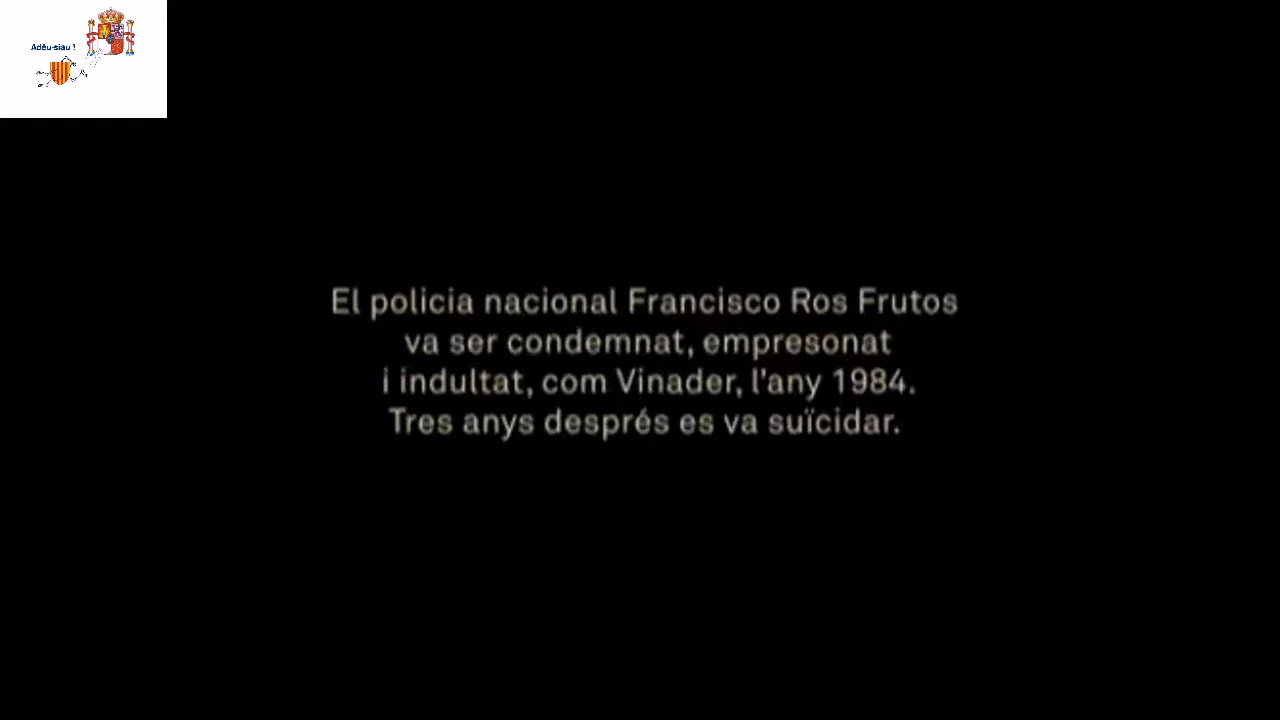 Adéu-siau !
El policia nacional Francisco Ros Frutos
va ser condemnat, empresonat
i indultat, com Vinader, l'any 1984.
Tres anys després es va suïcidar.